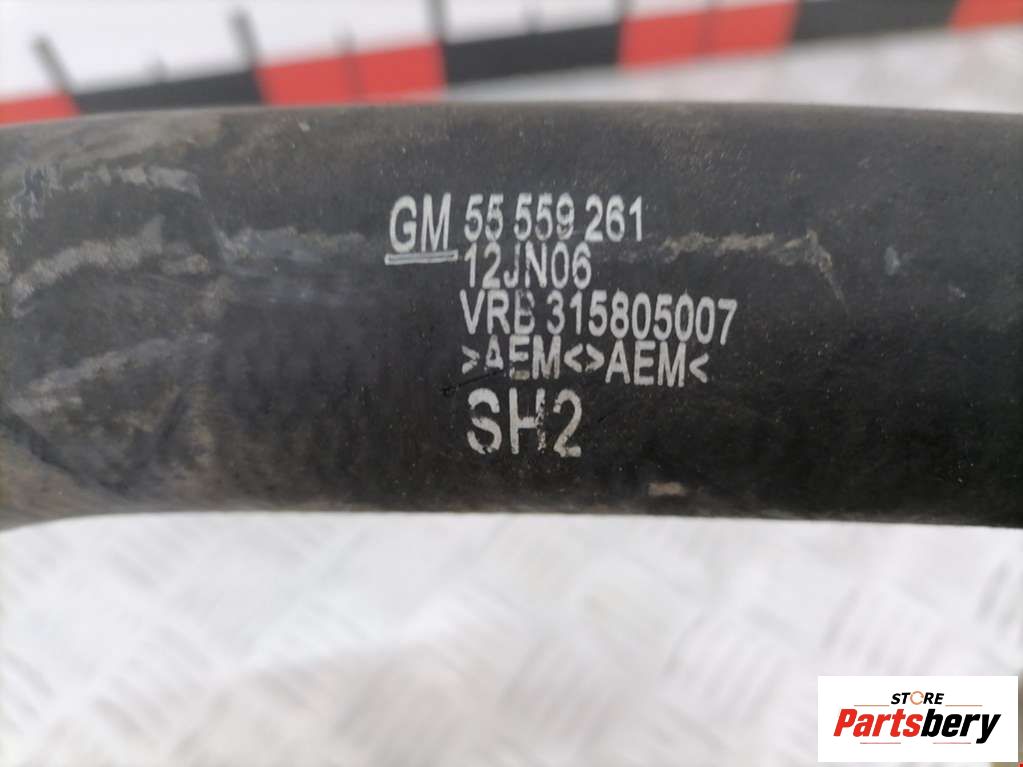 GM 55 559 261
12JN06
VRB 315805007
>AEM<>AEM<
SH2
STORE
Partsbery